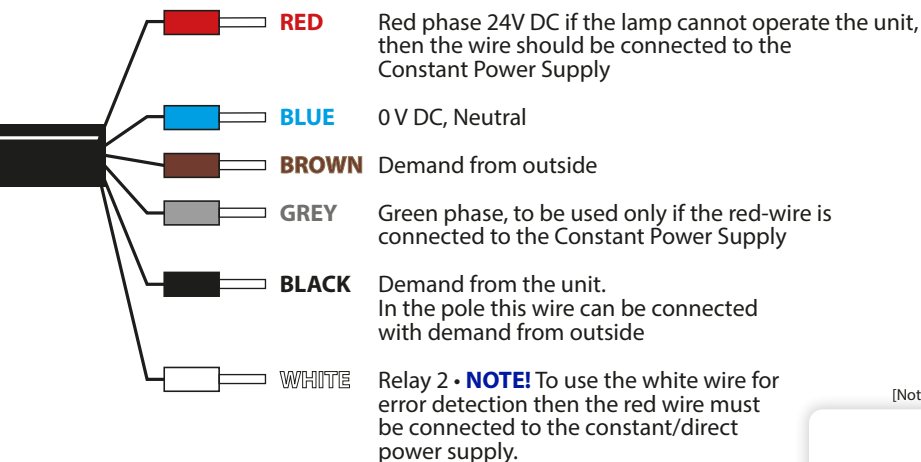 RED Red phase 24V DC if the lamp cannot operate the unit,
then the wire should be connected to the
Constant Power Supply
BLUE 0 V DC, Neutral
BROWN Demand from outside
GREY Green phase, to be used only if the red-wire is
connected to the Constant Power Supply
BLACK Demand from the unit.
In the pole this wire can be connected
with demand from outside
WHITE Relay 2 • NOTE! To use the white wire for
error detection then the red wire must
be connected to the constant/direct
power supply.
[Not